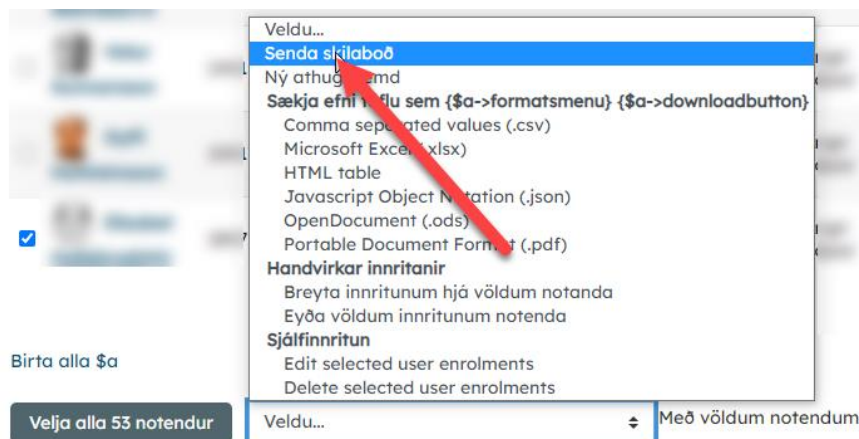 Veldu...
Senda skilaboð
Ný athugasemd
Sækja efni töflu sem {$a->formatsmenu} {$a->downloadbutton}
Comma seperated values (.csv)
Microsoft Excel (.xlsx)
HTML table
Javascript Object Notation (.json)
OpenDocument (.ods)
Portable Document Format (.pdf)
Handvirkar innritanir
Breyta innritunum hjá völdum notanda
Eyða völdum innritunum notenda
Sjálfinnritun
Edit selected user enrolments
Delete selected user enrolments
Birta alla $a
Velja alla 53 notendur
Veldu...
Með völdum notendum